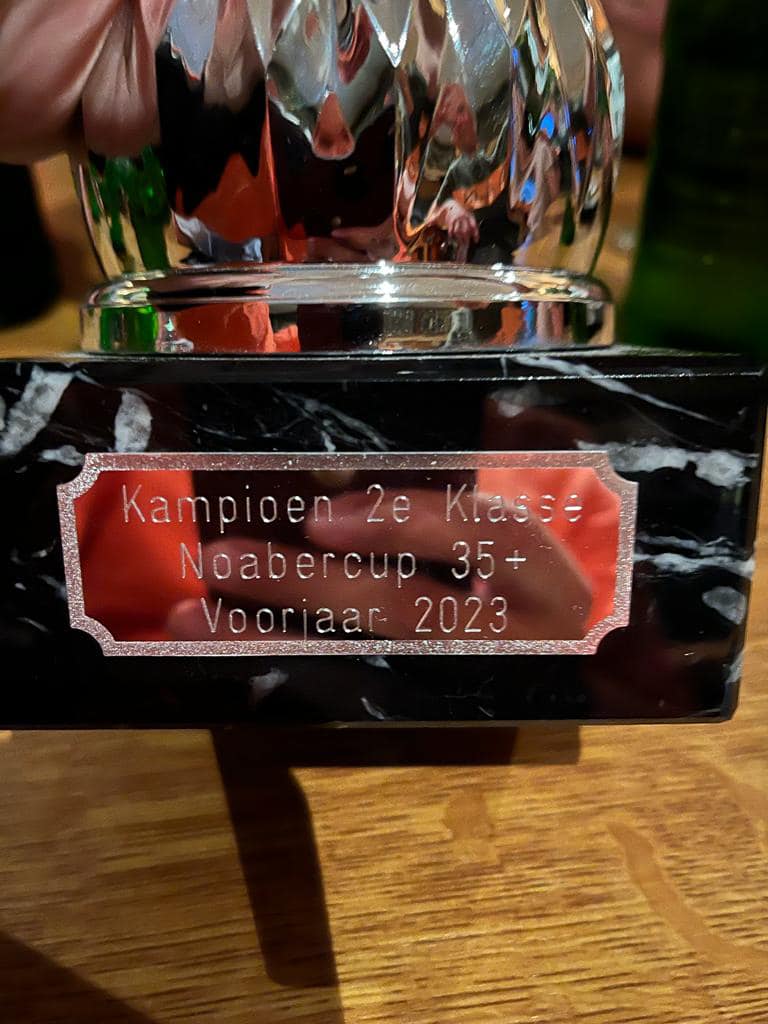 Kampioen 2e Klasse
Noabercup 35+
Voorjaar 2023